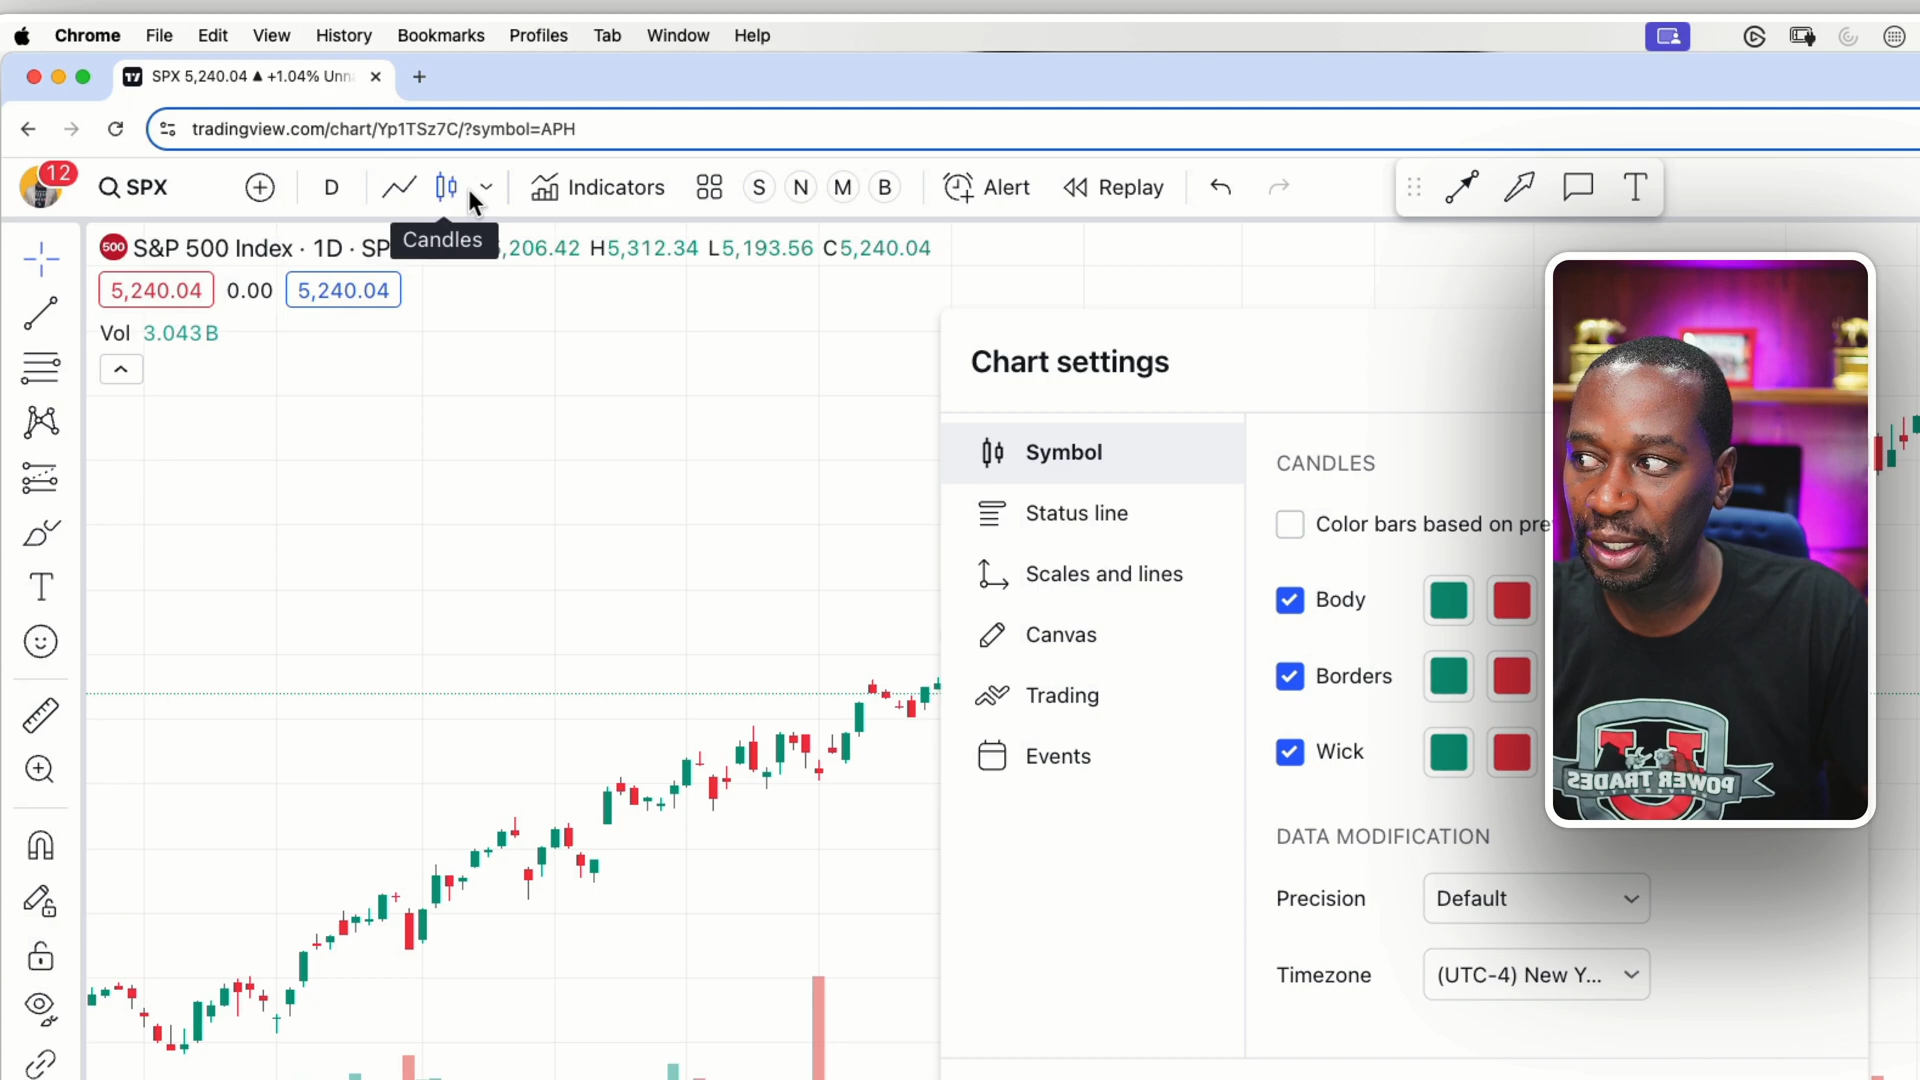 Chrome File Edit View History Bookmarks Profiles Tab Window Help
SPX 5,240.04 ▲ +1.04% Unn
tradingview.com/chart/Yp1TSz7C/?symbol=APH
12
SPX
D
Indicators
S N M B
Alert
Replay
T
Candles
500
S&P 500 Index · 1D · SP
,206.42 H5,312.34 L5,193.56 C5,240.04
5,240.04 0.00 5,240.04
Vol 3.043B
Chart settings
Symbol
Status line
Scales and lines
Canvas
Trading
Events
CANDLES
Color bars based on pre
Body
Borders
Wick
DATA MODIFICATION
Precision Default
Timezone (UTC-4) New Y...
POWER TRADES
U